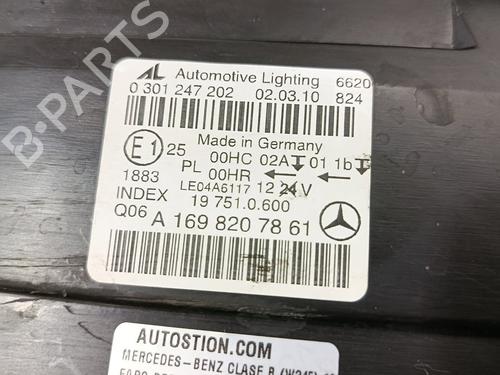 AL Automotive Lighting 6620
0 301 247 202 02.03.10 824
Made in Germany
E1 25 00HC 02A 01 1b
PL 00HR ← ←
1883 LE04A6117 12 24 V
INDEX 19 751.0.600
Q06 A 169 820 78 61
AUTOSTION.COM
MERCEDES-BENZ CLASE B (W245)
B-PARTS